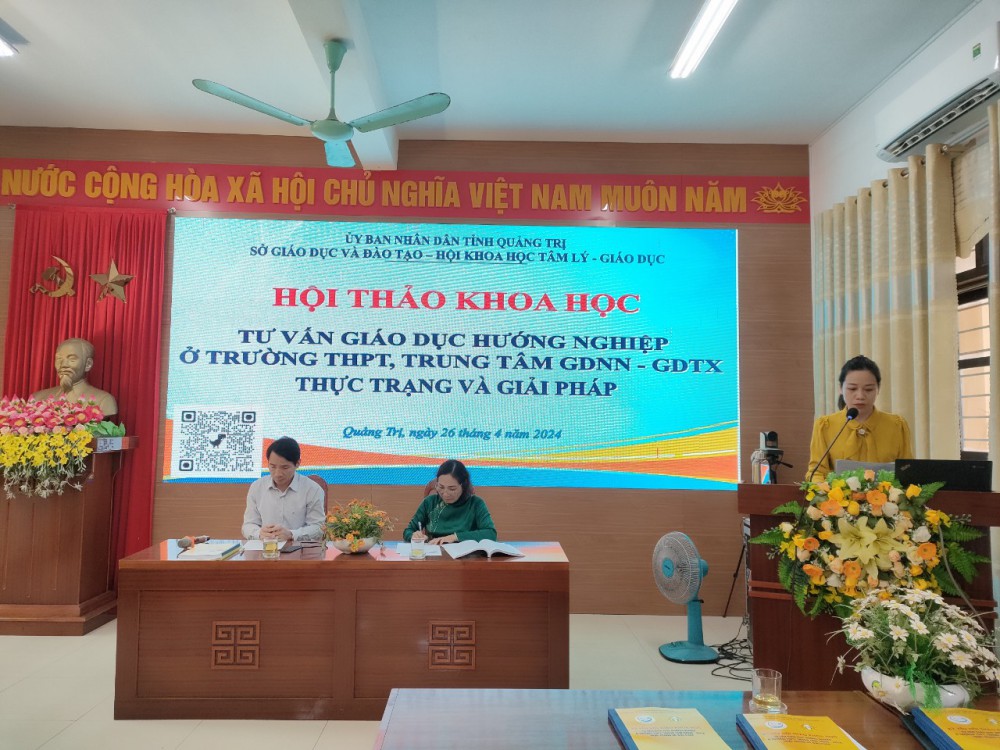 NƯỚC CỘNG HÒA XÃ HỘI CHỦ NGHĨA VIỆT NAM MUÔN NĂM
ỦY BAN NHÂN DÂN TỈNH QUẢNG TRỊ
SỞ GIÁO DỤC VÀ ĐÀO TẠO – HỘI KHOA HỌC TÂM LÝ - GIÁO DỤC
HỘI THẢO KHOA HỌC
TƯ VẤN GIÁO DỤC HƯỚNG NGHIỆP
Ở TRƯỜNG THPT, TRUNG TÂM GDNN - GDTX
THỰC TRẠNG VÀ GIẢI PHÁP
Quảng Trị, ngày 26 tháng 4 năm 2024